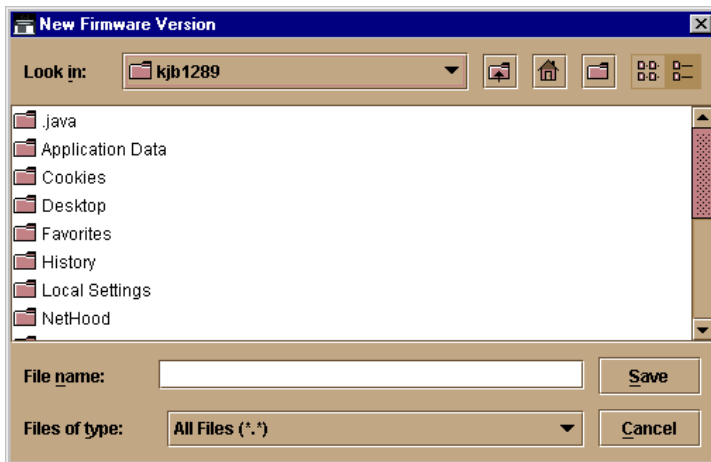 New Firmware Version
Look in: kjb1289
.java
Application Data
Cookies
Desktop
Favorites
History
Local Settings
NetHood
File name: Save
Files of type: All Files (*.*) Cancel